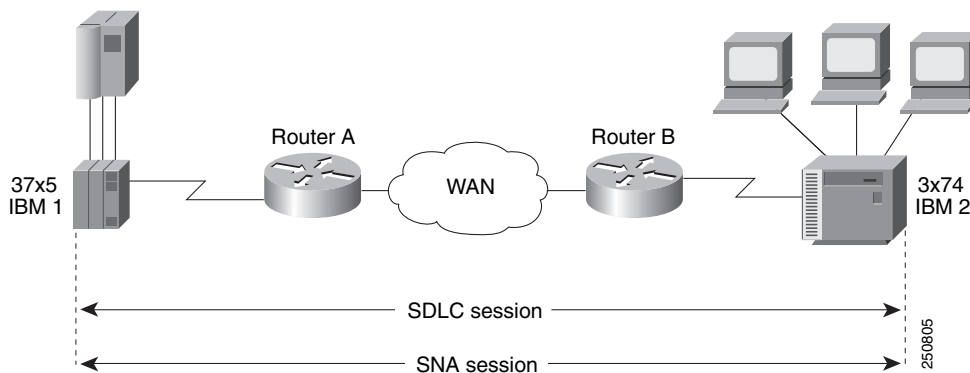 Router A
Router B
37x5
IBM 1
WAN
3x74
IBM 2
SDLC session
SNA session
250805